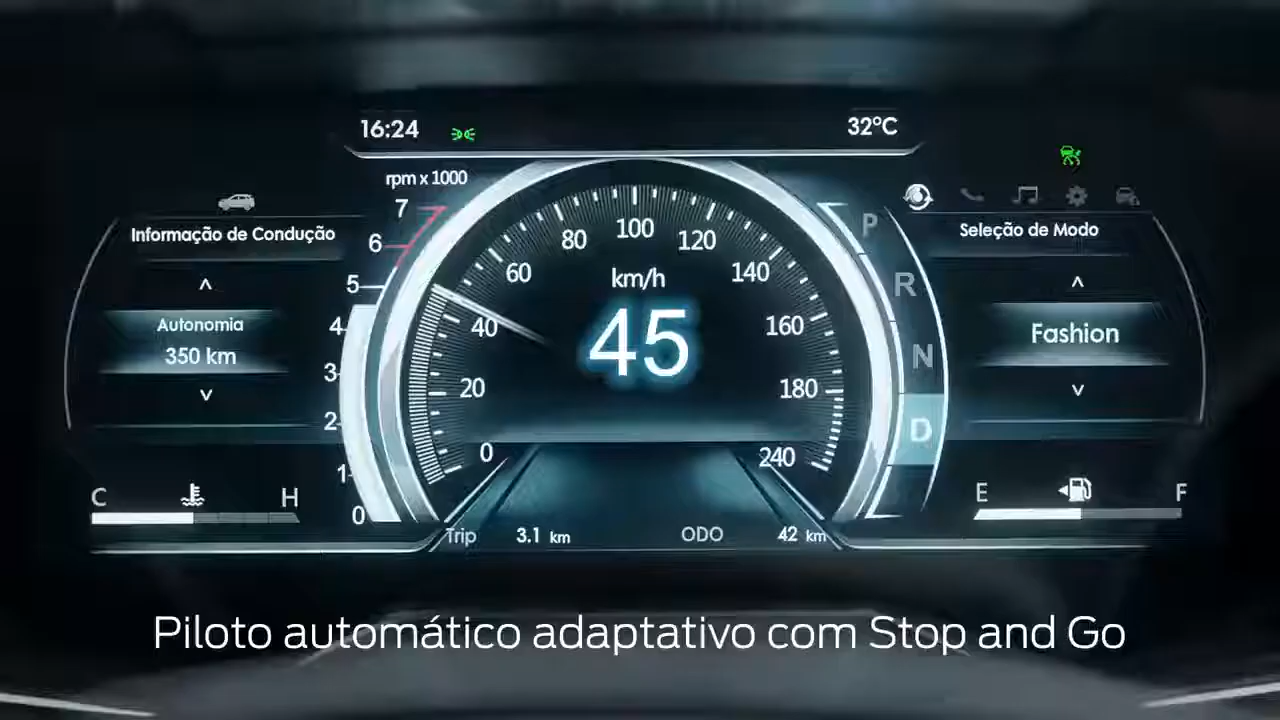 16:24
32°C
rpm x 1000
7
6
5
4
3
2
1
0
Informação de Condução
Autonomia
350 km
C
H
0
20
40
60
80
100
120
140
160
180
240
km/h
45
Trip 3.1 km ODO 42 km
P
R
N
D
Seleção de Modo
Fashion
E
F
Piloto automático adaptativo com Stop and Go